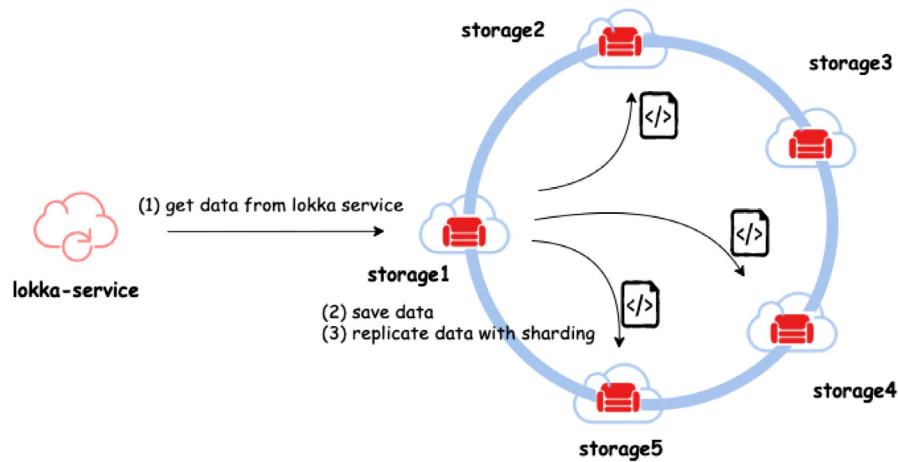 storage2
storage3
</>
(1) get data from lokka service
</>
storage1
lokka-service
(2) save data
</>
(3) replicate data with sharding
storage4
storage5